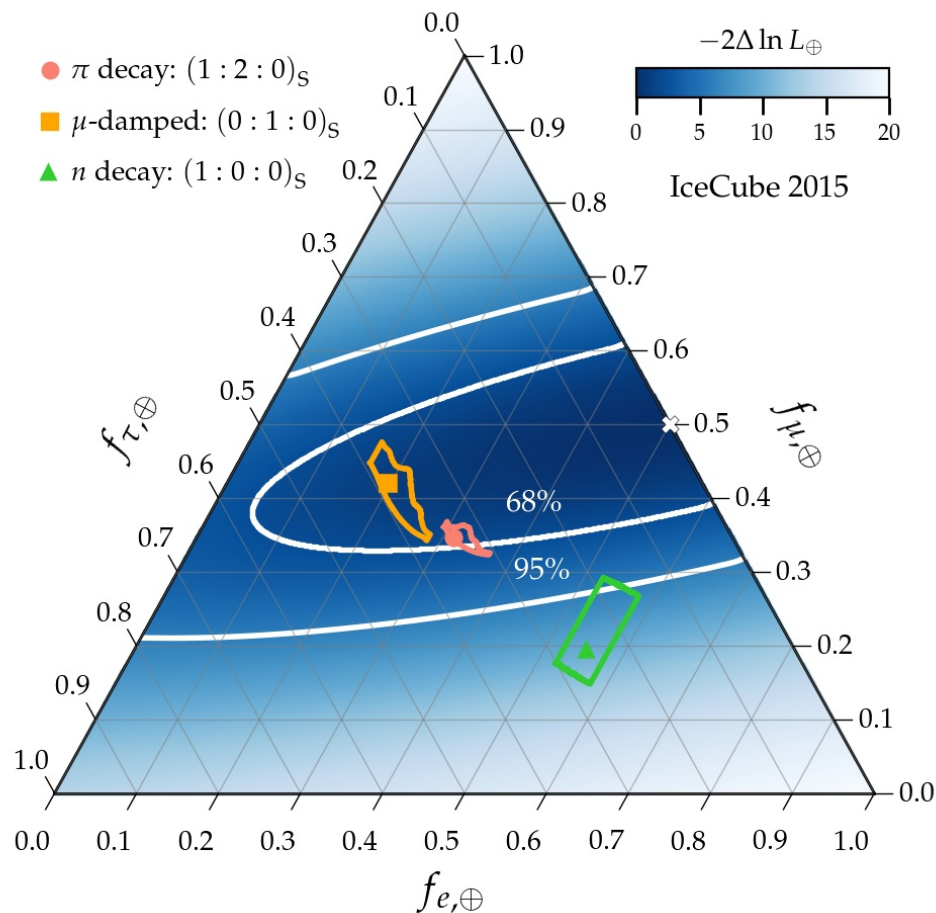 π decay: (1 : 2 : 0)S
μ-damped: (0 : 1 : 0)S
n decay: (1 : 0 : 0)S
−2Δ ln L⊕
0 5 10 15 20
IceCube 2015
0.0
0.1
0.2
0.3
0.4
0.5
0.6
0.7
0.8
0.9
1.0
fτ,⊕
1.0
0.9
0.8
0.7
0.6
0.5
0.4
0.3
0.2
0.1
0.0
fμ,⊕
68%
95%
0.0 0.1 0.2 0.3 0.4 0.5 0.6 0.7 0.8 0.9 1.0
fe,⊕